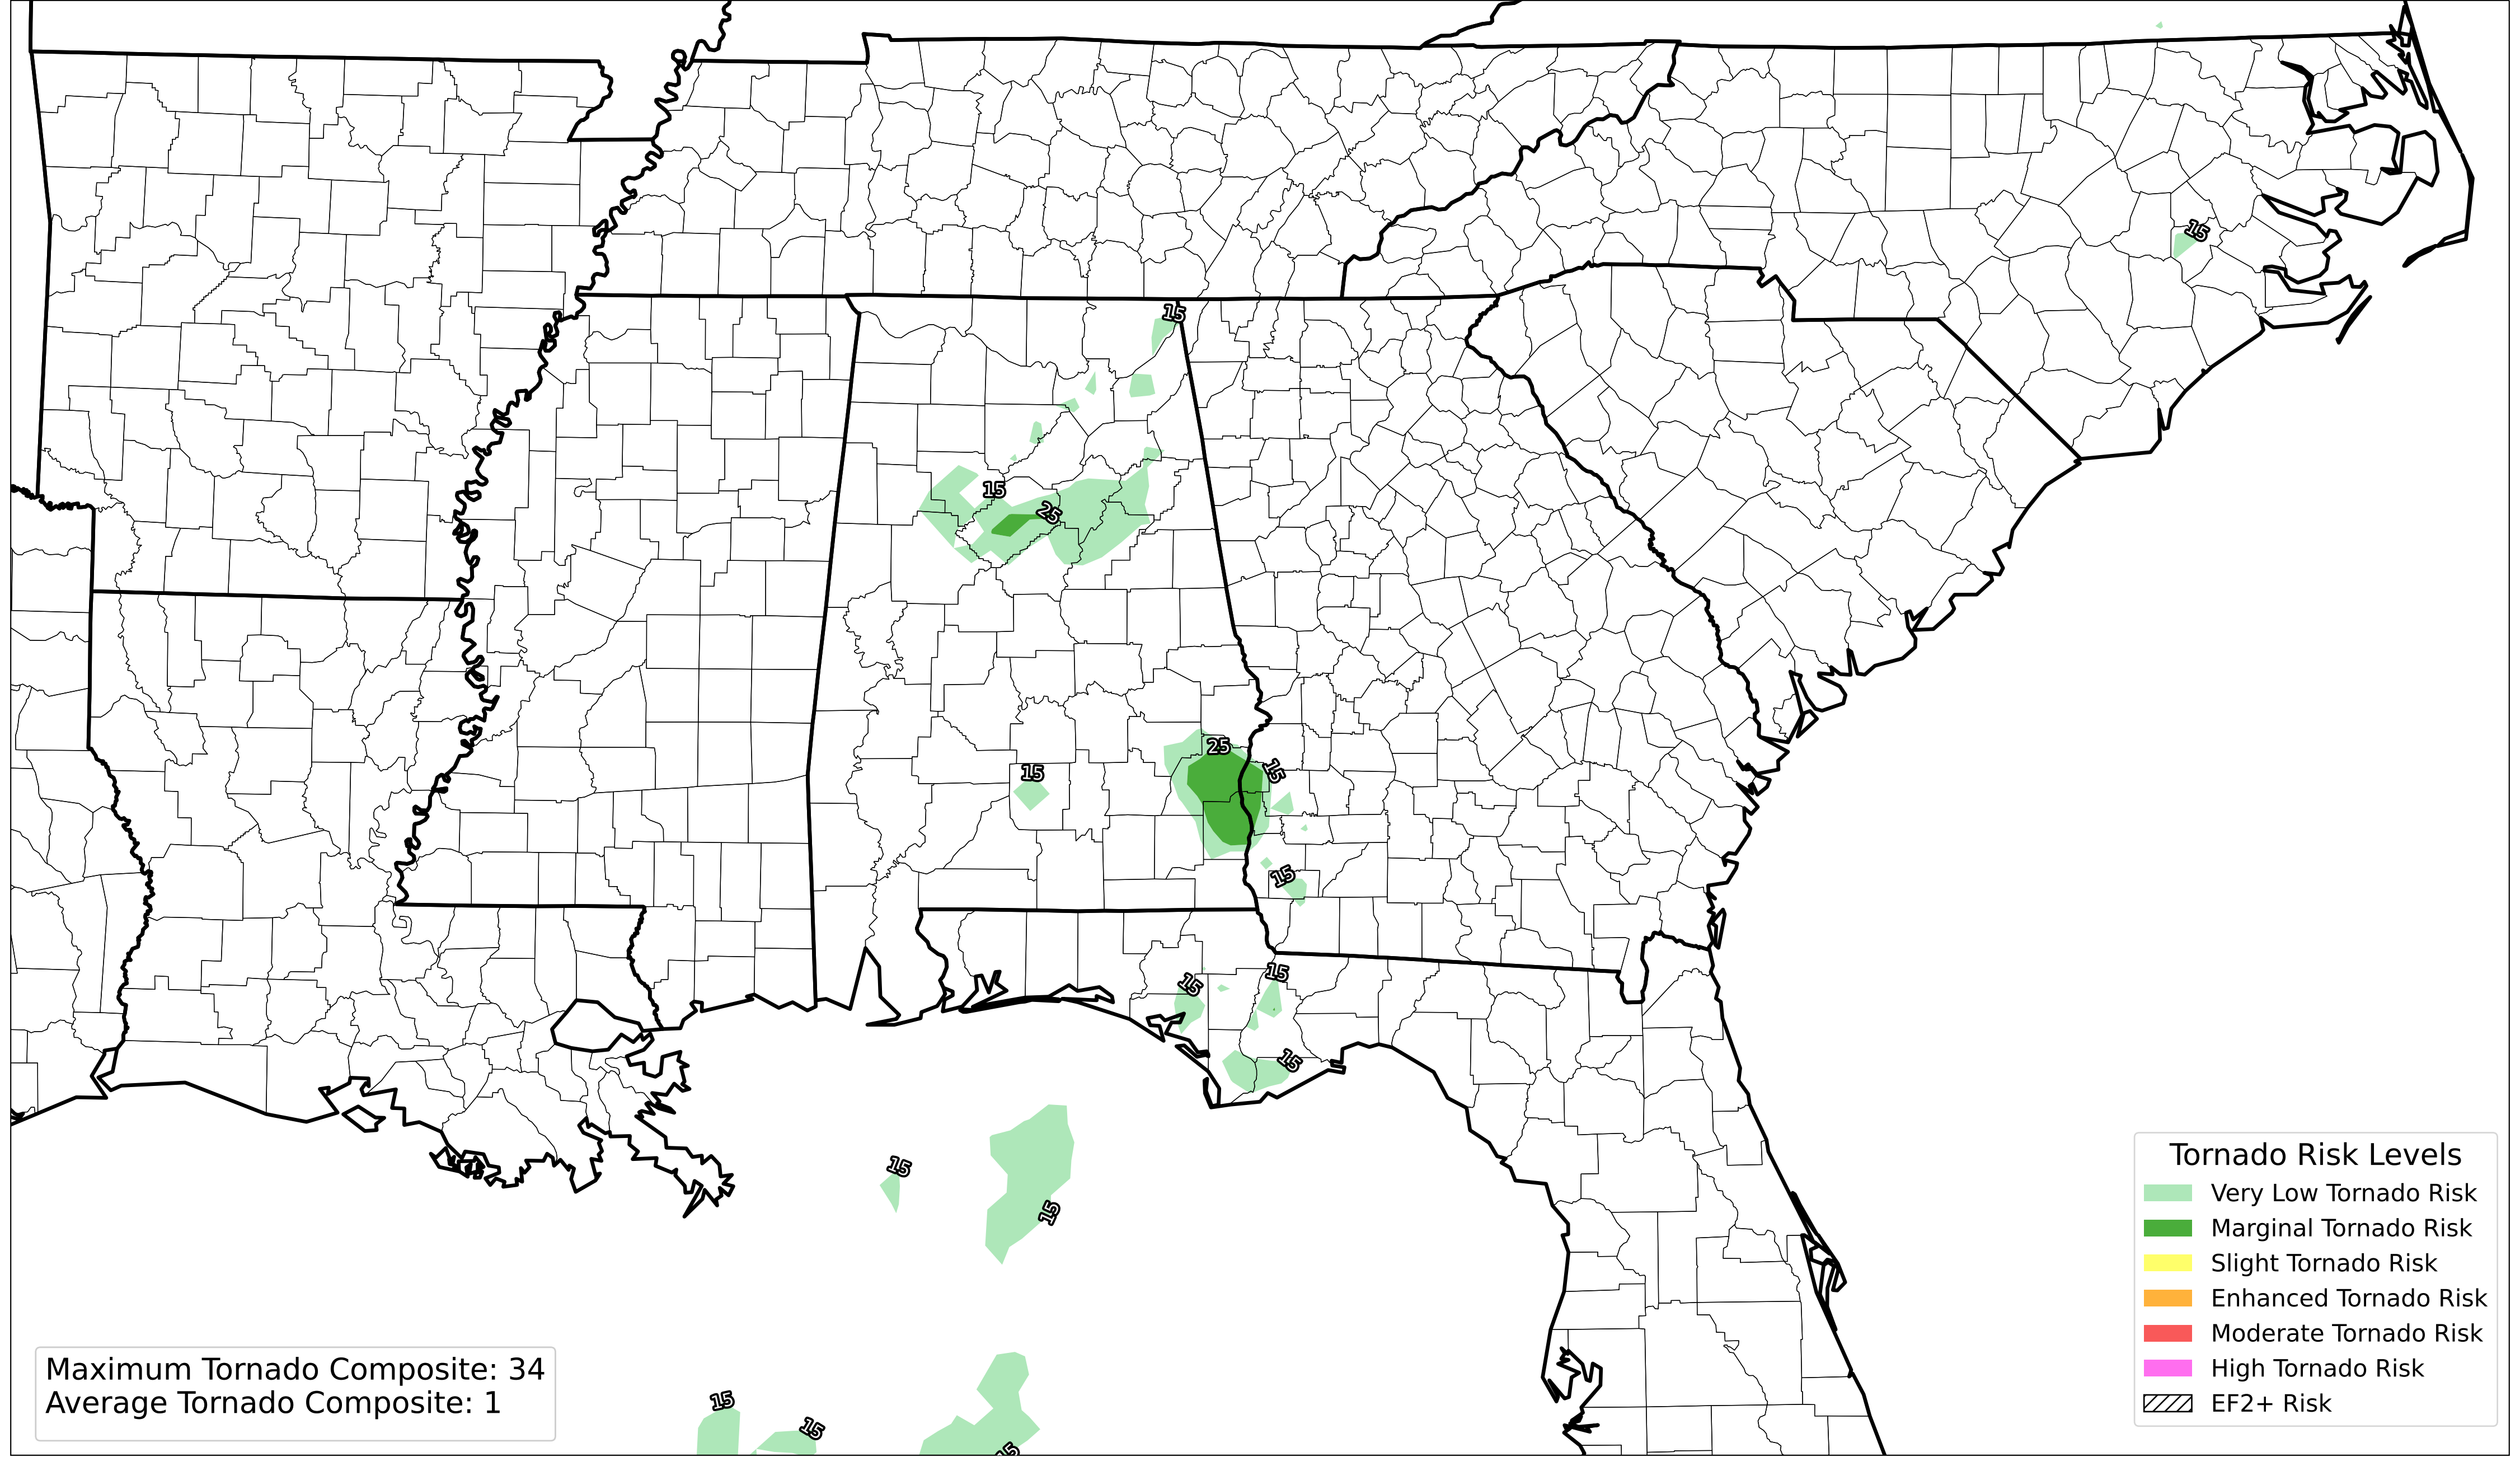 15
15
15
15
25
25
15
15
15
15
15
15
15
15
15
15
15
Tornado Risk Levels
Very Low Tornado Risk
Marginal Tornado Risk
Slight Tornado Risk
Enhanced Tornado Risk
Moderate Tornado Risk
High Tornado Risk
EF2+ Risk
Maximum Tornado Composite: 34
Average Tornado Composite: 1